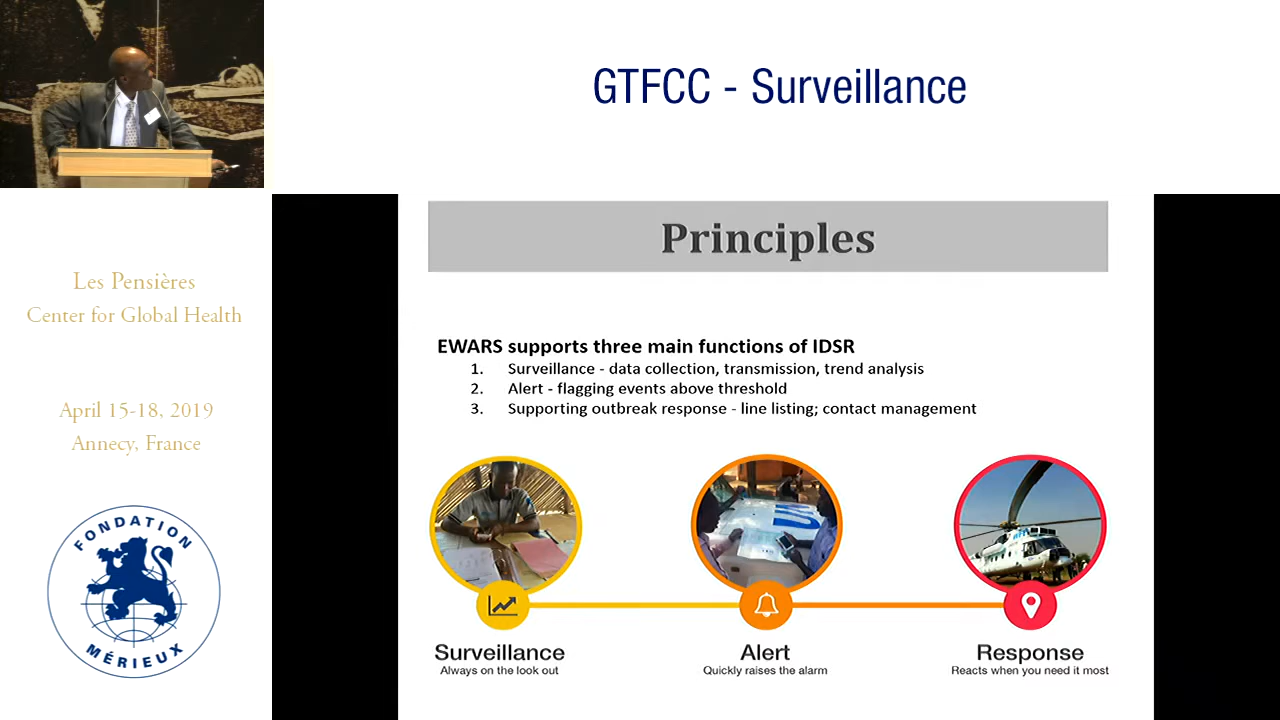 GTFCC - Surveillance
Les Pensières
Center for Global Health
April 15-18, 2019
Annecy, France
FONDATION
MÉRIEUX
Principles
EWARS supports three main functions of IDSR
1. Surveillance - data collection, transmission, trend analysis
2. Alert - flagging events above threshold
3. Supporting outbreak response - line listing; contact management
Surveillance
Always on the look out
Alert
Quickly raises the alarm
Response
Reacts when you need it most